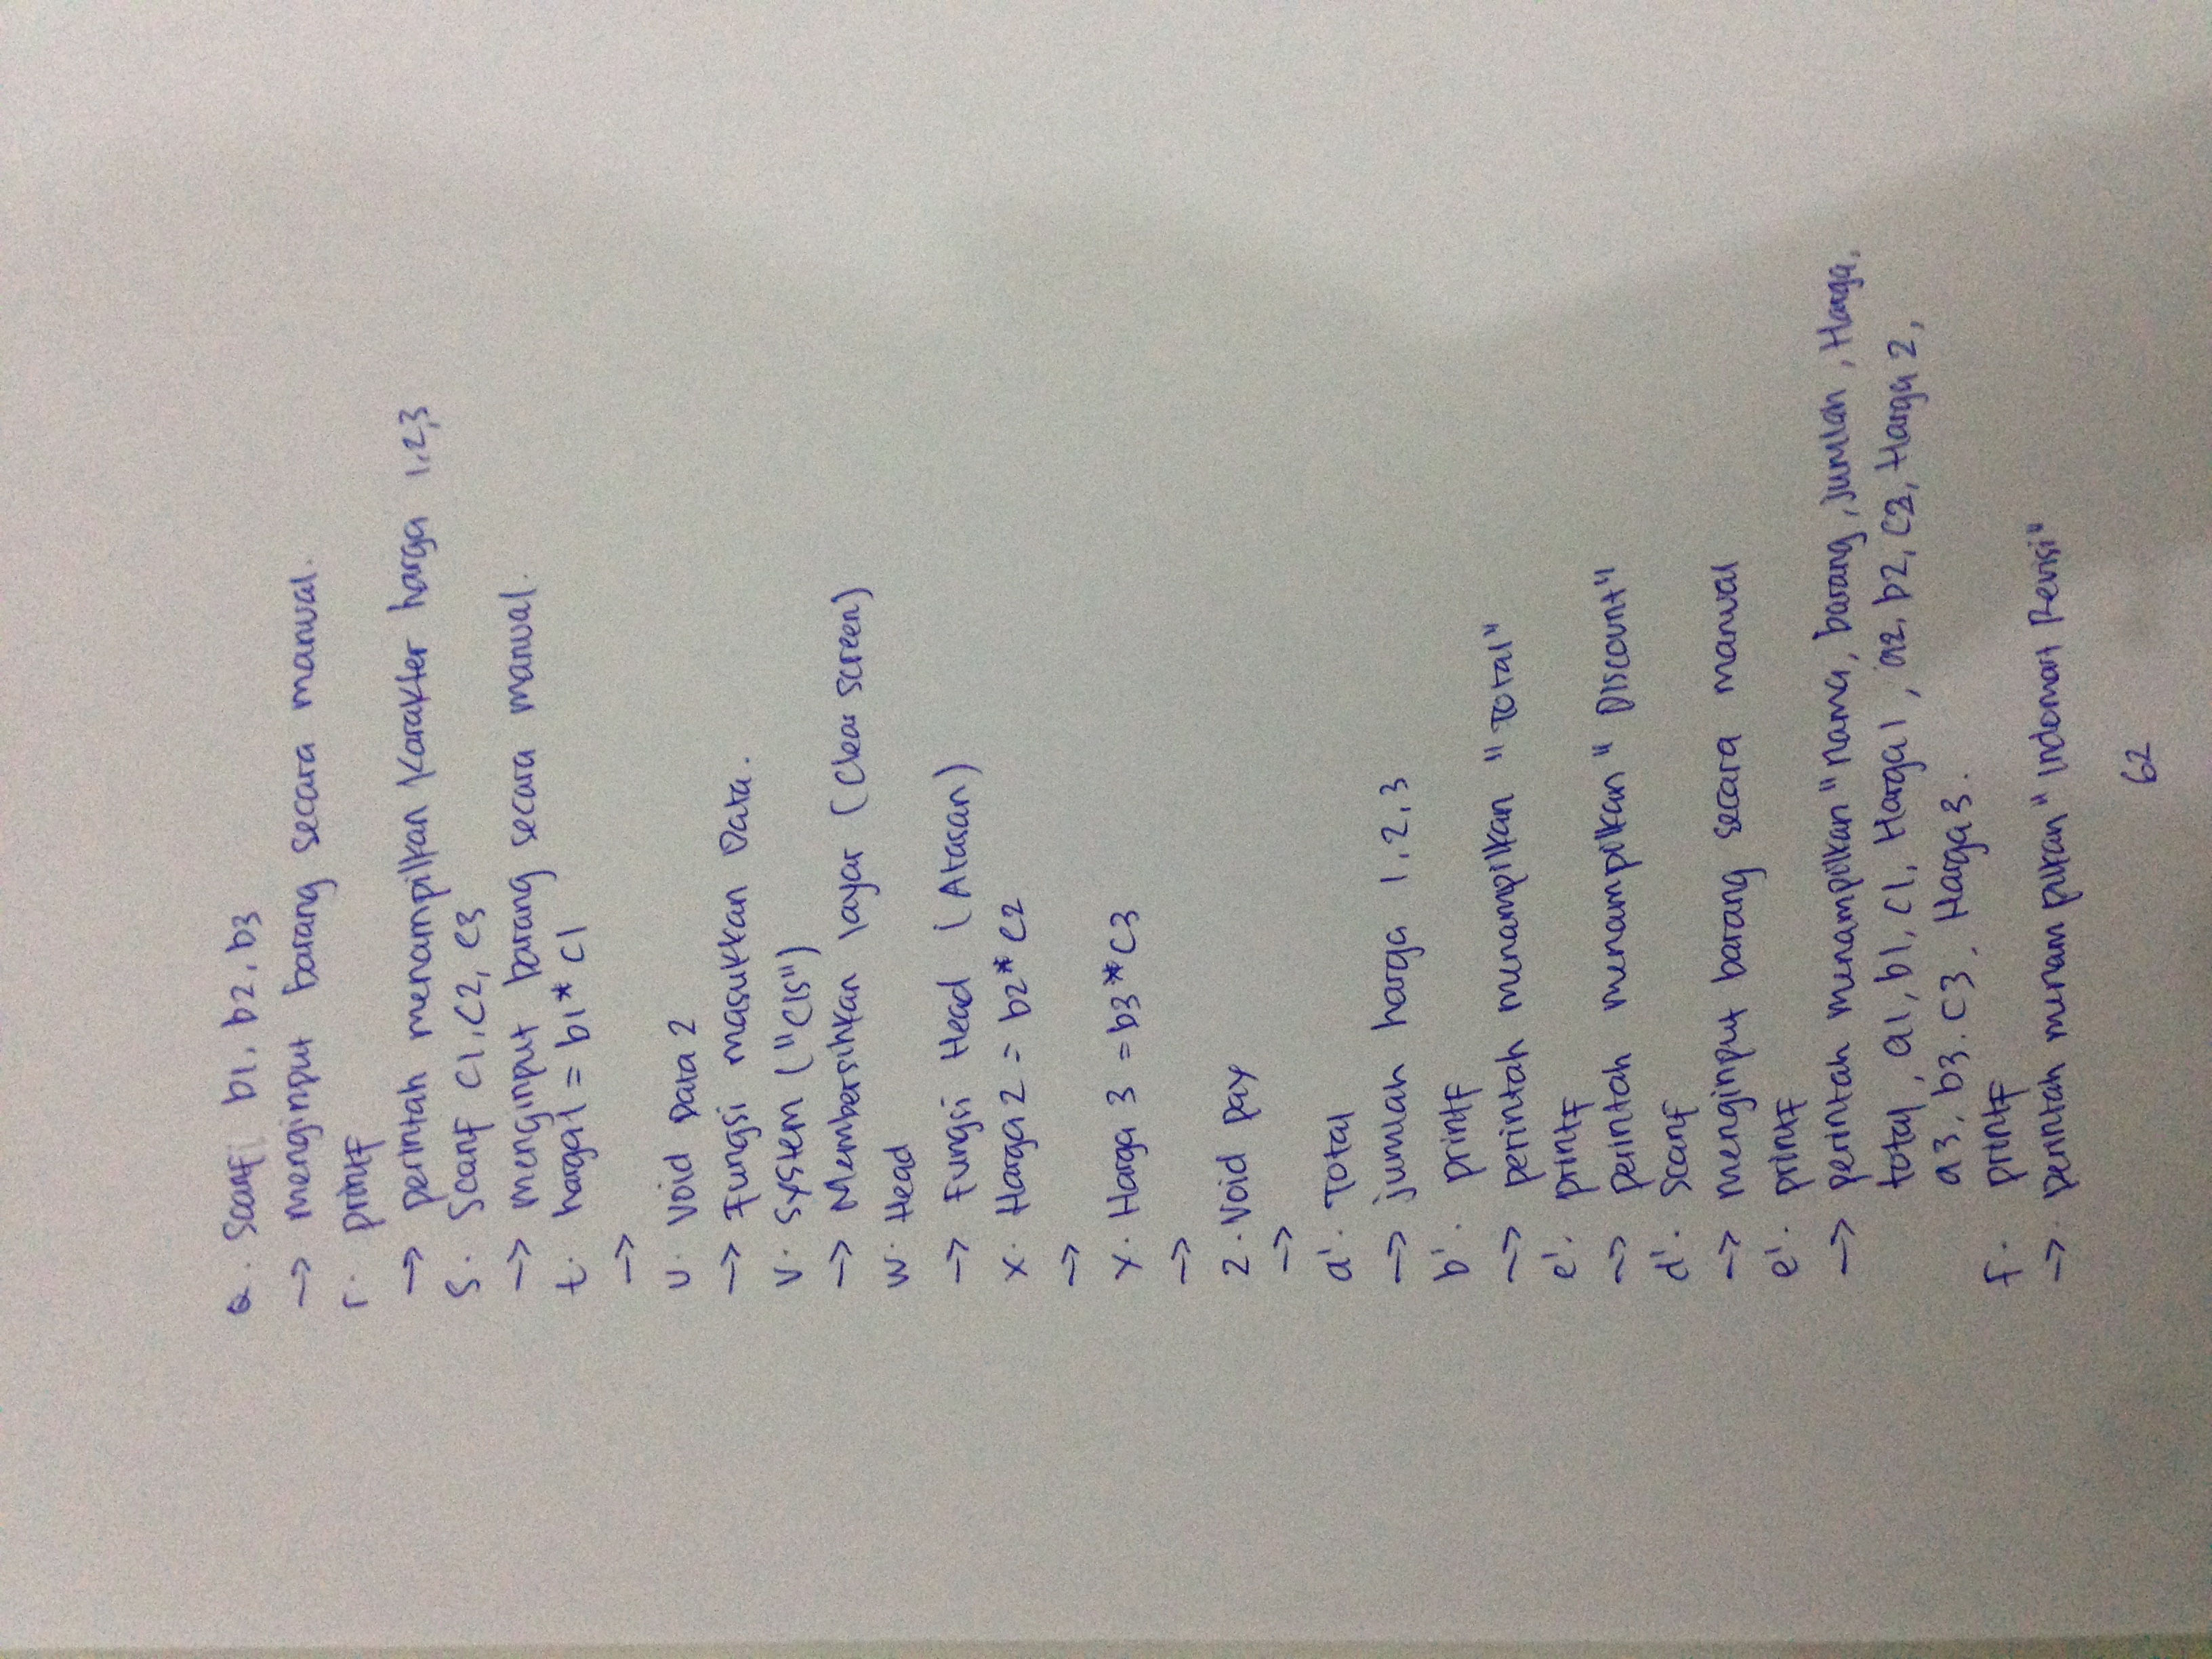 Q. Scanf b1, b2, b3
-> menginput barang secara manual.
r. printf
-> perintah menampilkan karakter harga 1,2,3
S. Scanf C1, C2, C3
-> menginput barang secara manual.
t. harga1 = b1* C1
->
U. Void Data 2
-> Fungsi masukkan Data.
V. System ("Cls")
-> Membersihkan layar (Clear Screen)
W. Head
-> Fungsi Head (Atasan)
X. Harga 2 = b2* C2
->
Y. Harga 3 = b3* C3
->
Z. Void pay
->
a'. Total
-> jumlah harga 1, 2, 3
b'. printf
-> perintah menampilkan "Total"
c'. printf
-> perintah menampilkan "Discount"
d'. Scanf
-> menginput barang secara manual
e'. printf
-> perintah menampilkan "nama, barang, jumlah, Harga,
total, a1, b1, c1, Harga1, a2, b2, c2, Harga 2,
a3, b3. C3, Harga3.
f. printf
-> perintah menampilkan "Indomart Revisi"
62